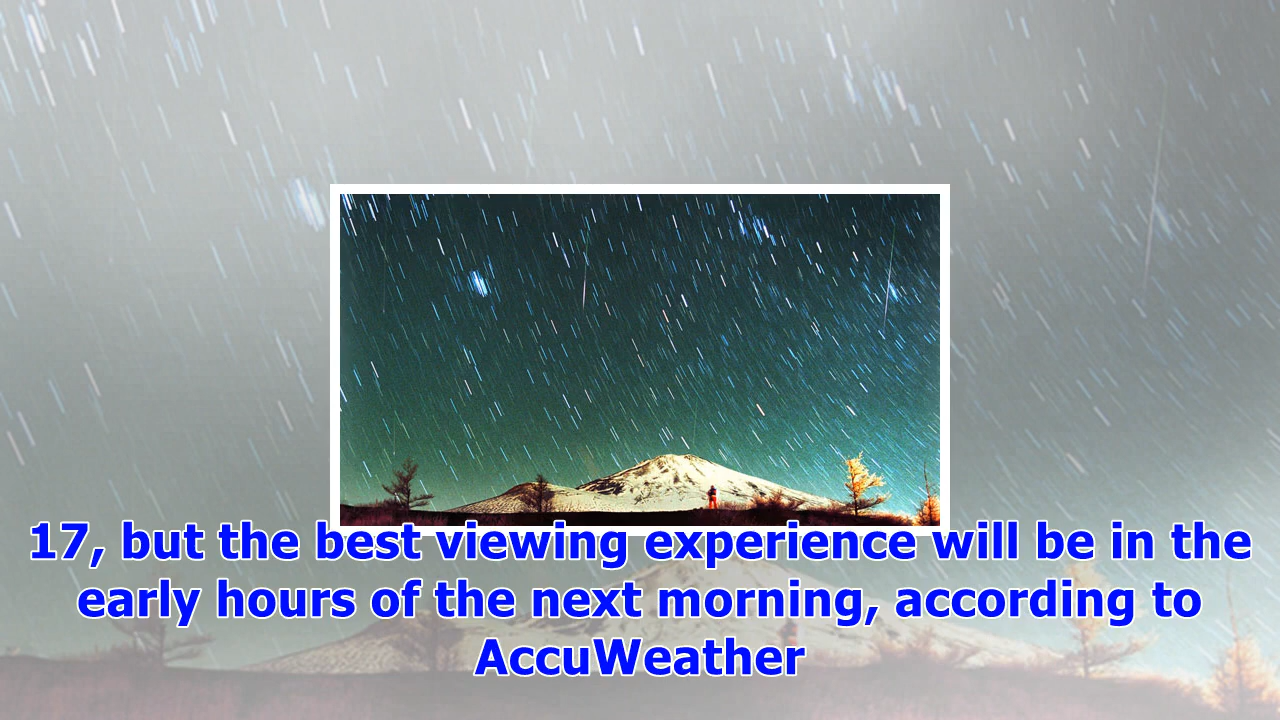 17, but the best viewing experience will be in the
early hours of the next morning, according to
AccuWeather